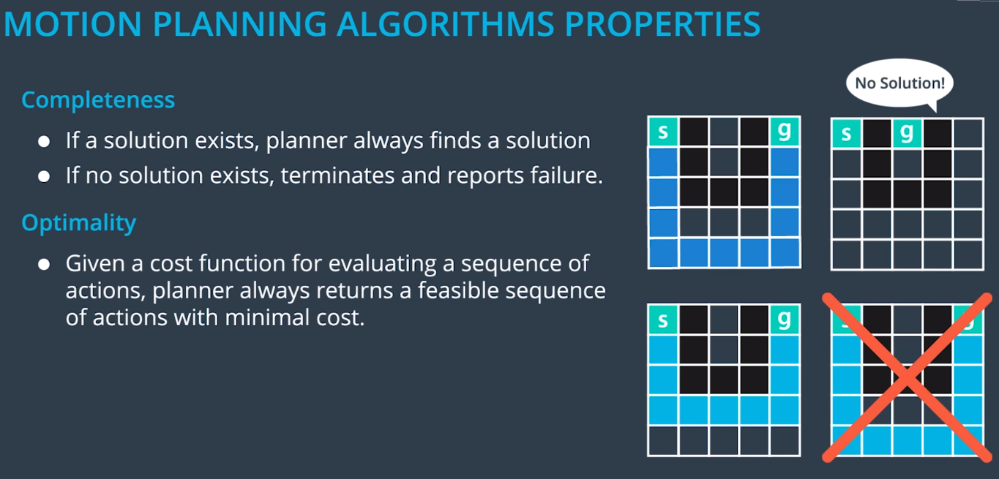 MOTION PLANNING ALGORITHMS PROPERTIES
Completeness
● If a solution exists, planner always finds a solution
● If no solution exists, terminates and reports failure.
Optimality
● Given a cost function for evaluating a sequence of
actions, planner always returns a feasible sequence
of actions with minimal cost.
No Solution!
s g
s g
s g
s g